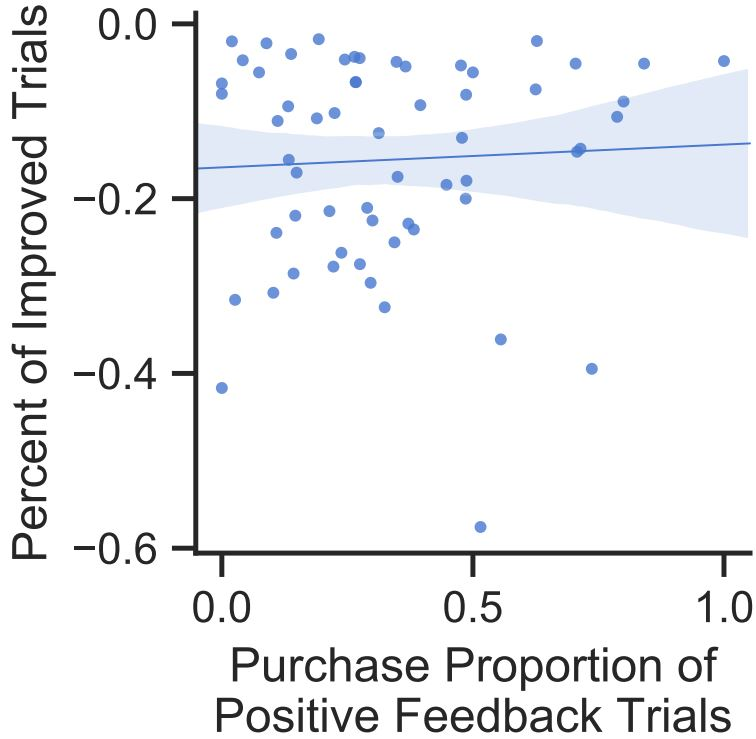 Percent of Improved Trials
0.0
−0.2
−0.4
−0.6
0.0 0.5 1.0
Purchase Proportion of
Positive Feedback Trials